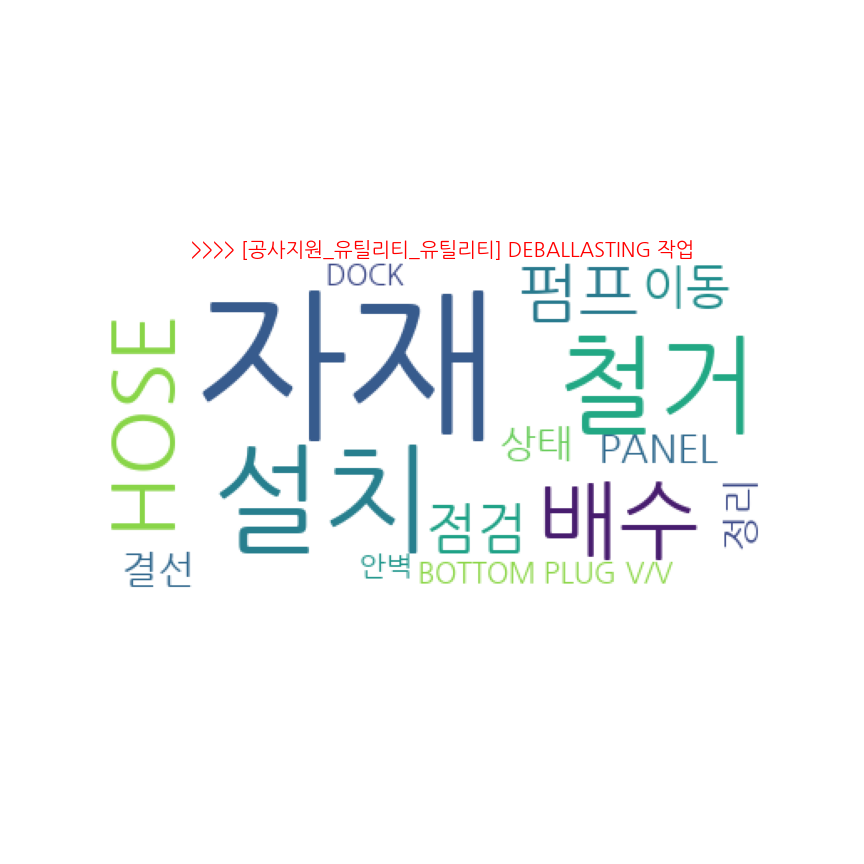 >>>> [공사지원_유틸리티_유틸리티] DEBALLASTING 작업
DOCK
펌프
이동
HOSE
자재
철거
상태
PANEL
설치
점검
배수
정리
결선
안벽
BOTTOM PLUG V/V